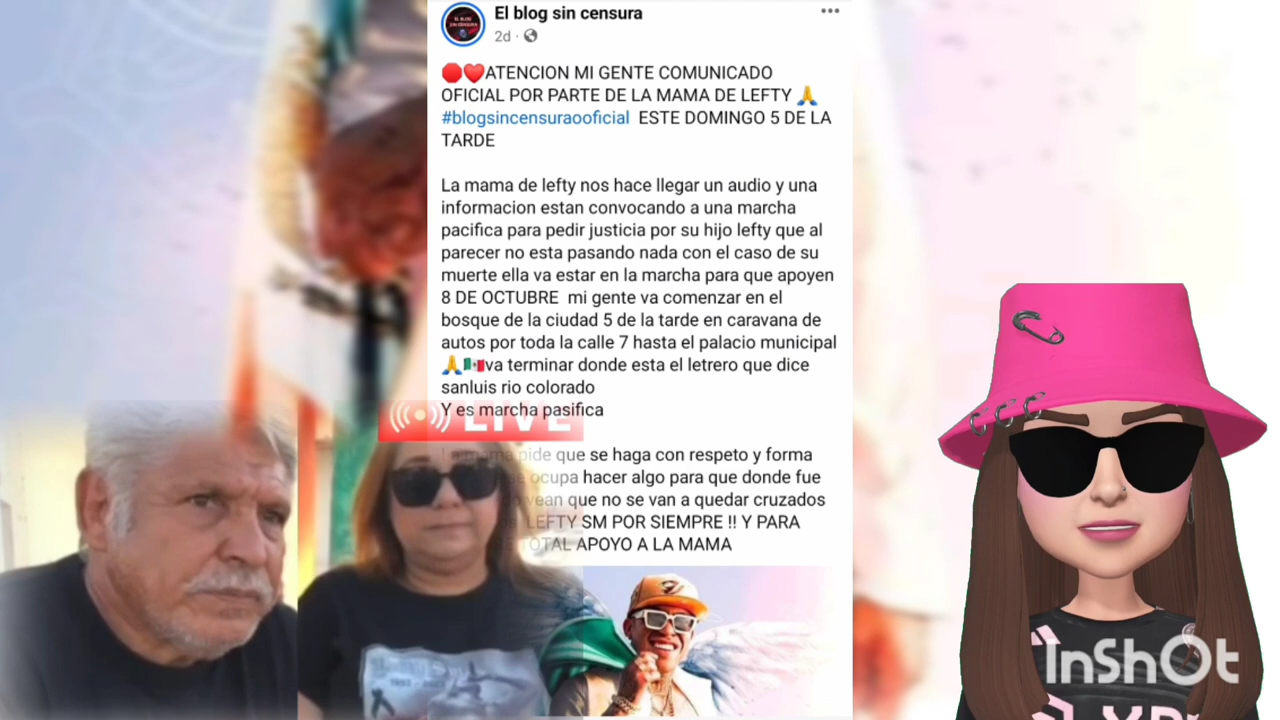 El blog sin censura
2d
🛑❤️ATENCION MI GENTE COMUNICADO
OFICIAL POR PARTE DE LA MAMA DE LEFTY 🙏
#blogsincensuraooficial ESTE DOMINGO 5 DE LA
TARDE
La mama de lefty nos hace llegar un audio y una
informacion estan convocando a una marcha
pacifica para pedir justicia por su hijo lefty que al
parecer no esta pasando nada con el caso de su
muerte ella va estar en la marcha para que apoyen
8 DE OCTUBRE mi gente va comenzar en el
bosque de la ciudad 5 de la tarde en caravana de
autos por toda la calle 7 hasta el palacio municipal
🙏🇲🇽va terminar donde esta el letrero que dice
sanluis rio colorado
Y es marcha pasifica
LIVE
mama pide que se haga con respeto y forma
ocupa hacer algo para que donde fue
vean que no se van a quedar cruzados
LEFTY SM POR SIEMPRE !! Y PARA
TOTAL APOYO A LA MAMA
InShOt